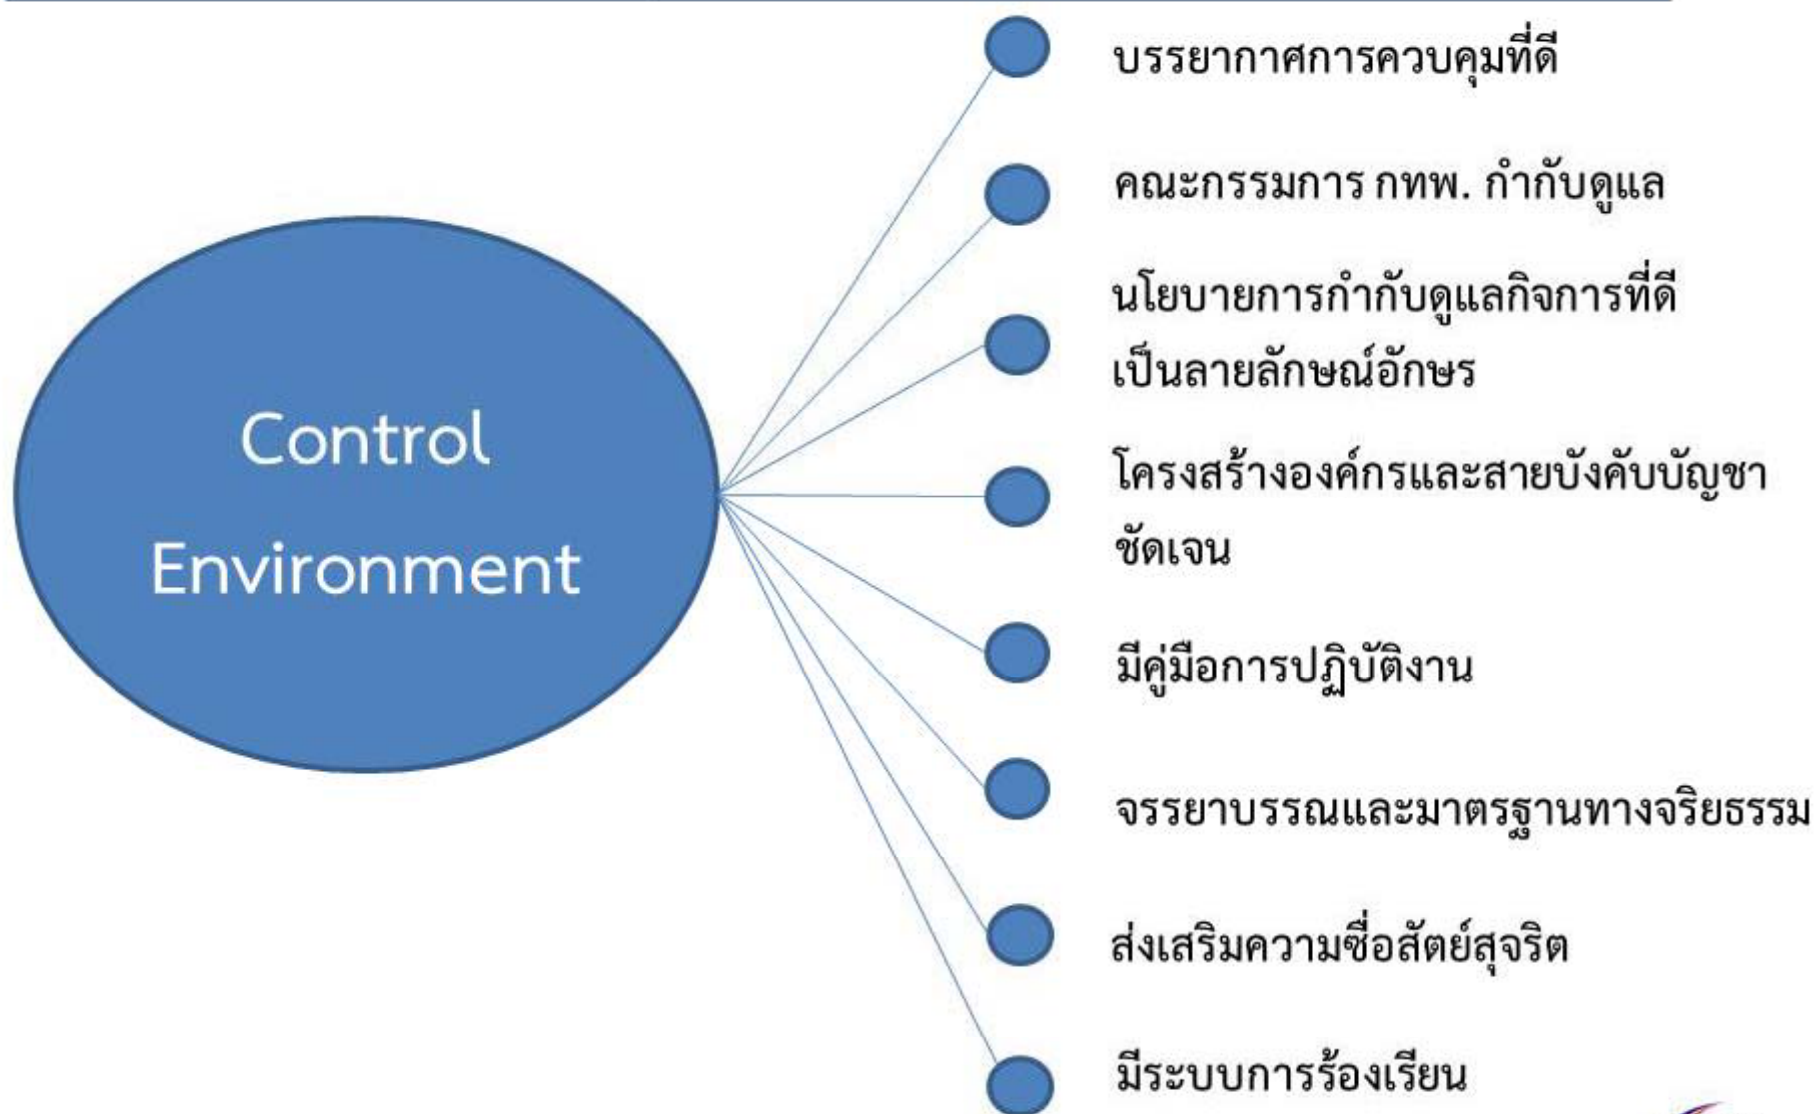 Control
Environment
บรรยากาศการควบคุมที่ดี
คณะกรรมการ กทพ. กำกับดูแล
นโยบายการกำกับดูแลกิจการที่ดี
เป็นลายลักษณ์อักษร
โครงสร้างองค์กรและสายบังคับบัญชา
ชัดเจน
มีคู่มือการปฏิบัติงาน
จรรยาบรรณและมาตรฐานทางจริยธรรม
ส่งเสริมความซื่อสัตย์สุจริต
มีระบบการร้องเรียน